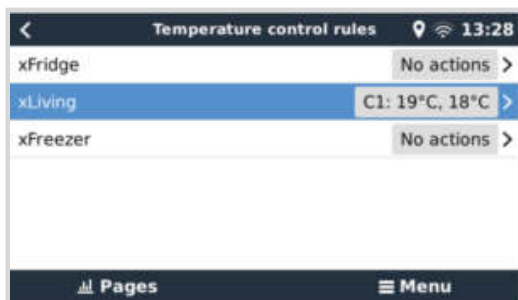 Temperature control rules 13:28
xFridge No actions
xLiving C1: 19°C, 18°C
xFreezer No actions
Pages Menu